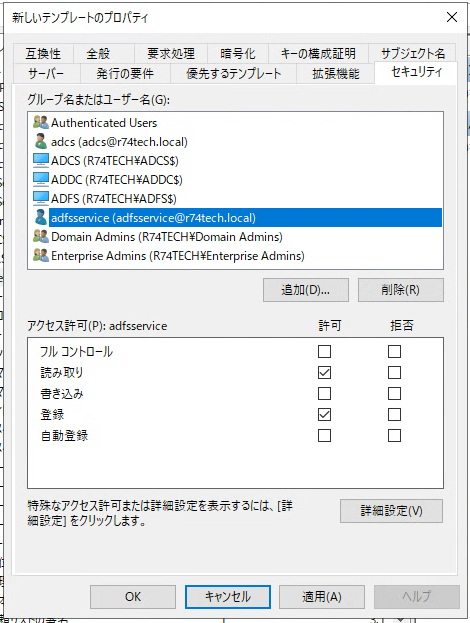 新しいテンプレートのプロパティ
互換性 全般 要求処理 暗号化 キーの構成証明 サブジェクト名
サーバー 発行の要件 優先するテンプレート 拡張機能 セキュリティ
グループ名またはユーザー名(G):
Authenticated Users
adcs (adcs@r74tech.local)
ADCS (R74TECH¥ADCS$)
ADDC (R74TECH¥ADDC$)
ADFS (R74TECH¥ADFS$)
adfsservice (adfsservice@r74tech.local)
Domain Admins (R74TECH¥Domain Admins)
Enterprise Admins (R74TECH¥Enterprise Admins)
追加(D)... 削除(R)
アクセス許可(P): adfsservice 許可 拒否
フル コントロール
読み取り
書き込み
登録
自動登録
特殊なアクセス許可または詳細設定を表示するには、[詳
細設定] をクリックします。
詳細設定(V)
OK キャンセル 適用(A) ヘルプ